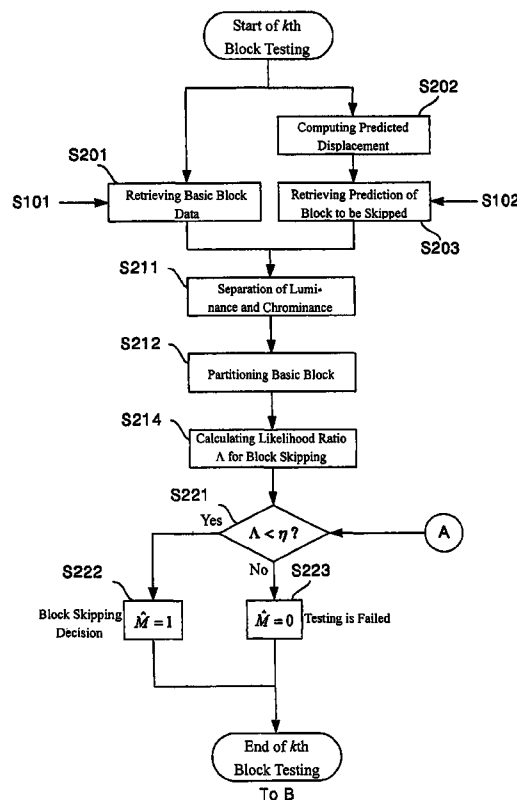 Start of kth
Block Testing
S202
Computing Predicted
Displacement
S201
S101
Retrieving Basic Block
Data
Retrieving Prediction of
Block to be Skipped
S102
S203
S211
Separation of Lumi-
nance and Chrominance
S212
Partitioning Basic Block
S214
Calculating Likelihood Ratio
Λ for Block Skipping
S221
Yes
Λ < η ?
A
No
S222
S223
Block Skipping
Decision
M̂ = 1
M̂ = 0
Testing is Failed
End of kth
Block Testing
To B